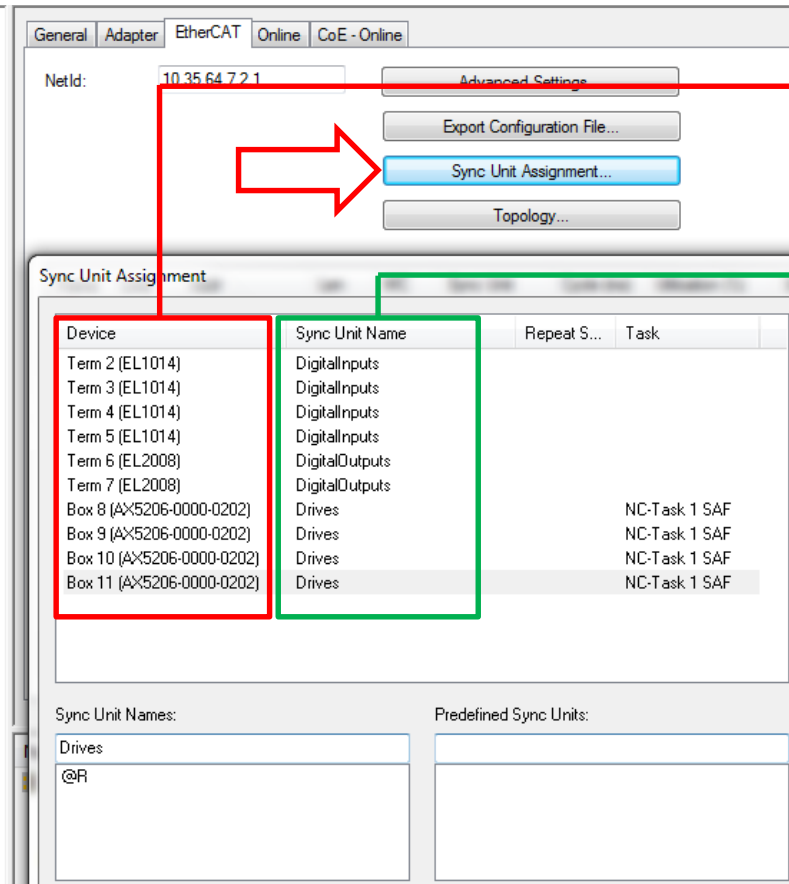 General Adapter EtherCAT Online CoE - Online
NetId: 10.35.64.7.2.1 Advanced Settings...
Export Configuration File...
Sync Unit Assignment...
Topology...
Sync Unit Assignment
Device Sync Unit Name Repeat S... Task
Term 2 (EL1014) DigitalInputs
Term 3 (EL1014) DigitalInputs
Term 4 (EL1014) DigitalInputs
Term 5 (EL1014) DigitalInputs
Term 6 (EL2008) DigitalOutputs
Term 7 (EL2008) DigitalOutputs
Box 8 (AX5206-0000-0202) Drives NC-Task 1 SAF
Box 9 (AX5206-0000-0202) Drives NC-Task 1 SAF
Box 10 (AX5206-0000-0202) Drives NC-Task 1 SAF
Box 11 (AX5206-0000-0202) Drives NC-Task 1 SAF
Sync Unit Names: Predefined Sync Units:
Drives
@R